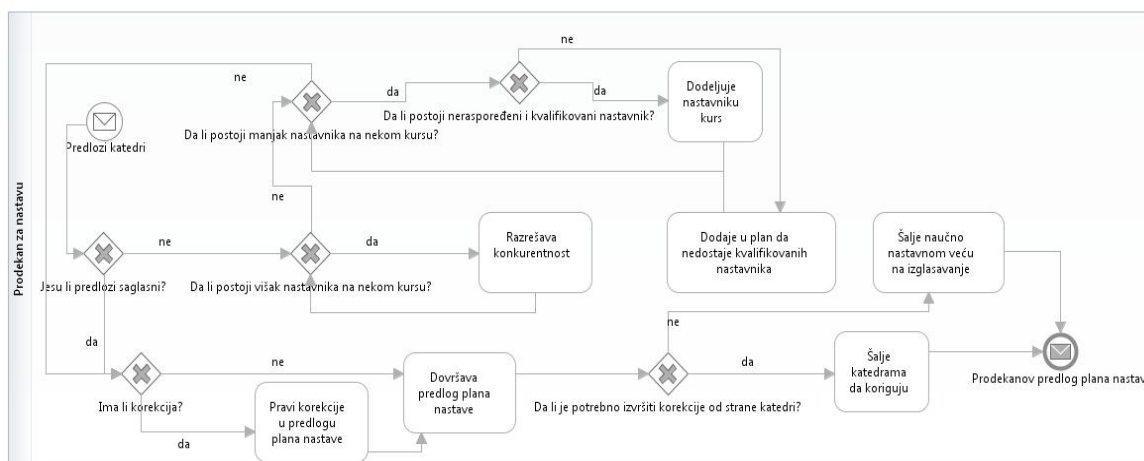 Prodekan za nastavu
ne
ne
da
da
Dodeljuje
nastavniku
kurs
Da li postoji neraspoređeni i kvalifikovani nastavnik?
Da li postoji manjak nastavnika na nekom kursu?
Predlozi katedri
ne
ne
da
Razrešava
konkurentnost
Dodaje u plan da
nedostaje kvalifikovanih
nastavnika
Šalje naučno
nastavnom veću
na izglasavanje
Jesu li predlozi saglasni?
Da li postoji višak nastavnika na nekom kursu?
da
ne
ne
da
Dovršava
predlog plana
nastave
Šalje
katedrama
da koriguju
Prodekanov predlog plana nastav
Ima li korekcija?
Da li je potrebno izvršiti korekcije od strane katedri?
da
Pravi korekcije
u predlogu
plana nastave